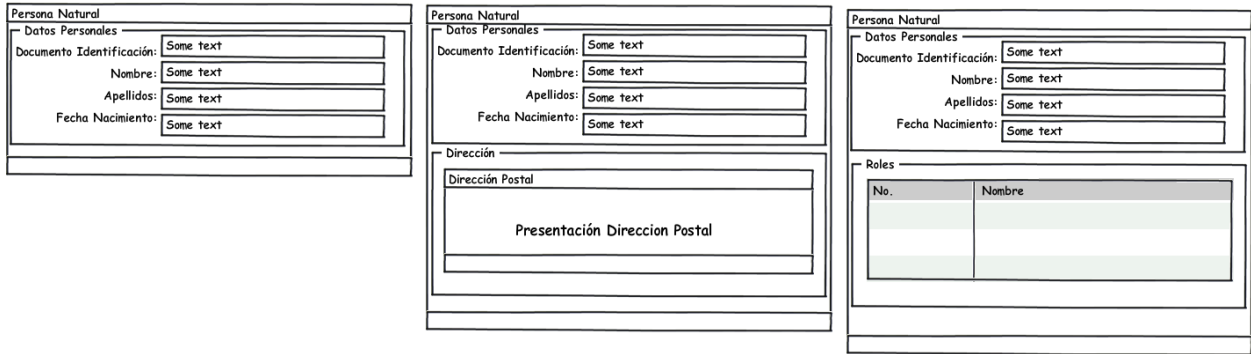 Persona Natural
Datos Personales
Documento Identificación: Some text
Nombre: Some text
Apellidos: Some text
Fecha Nacimiento: Some text
Persona Natural
Datos Personales
Documento Identificación: Some text
Nombre: Some text
Apellidos: Some text
Fecha Nacimiento: Some text
Dirección
Dirección Postal
Presentación Direccion Postal
Persona Natural
Datos Personales
Documento Identificación: Some text
Nombre: Some text
Apellidos: Some text
Fecha Nacimiento: Some text
Roles
No. Nombre